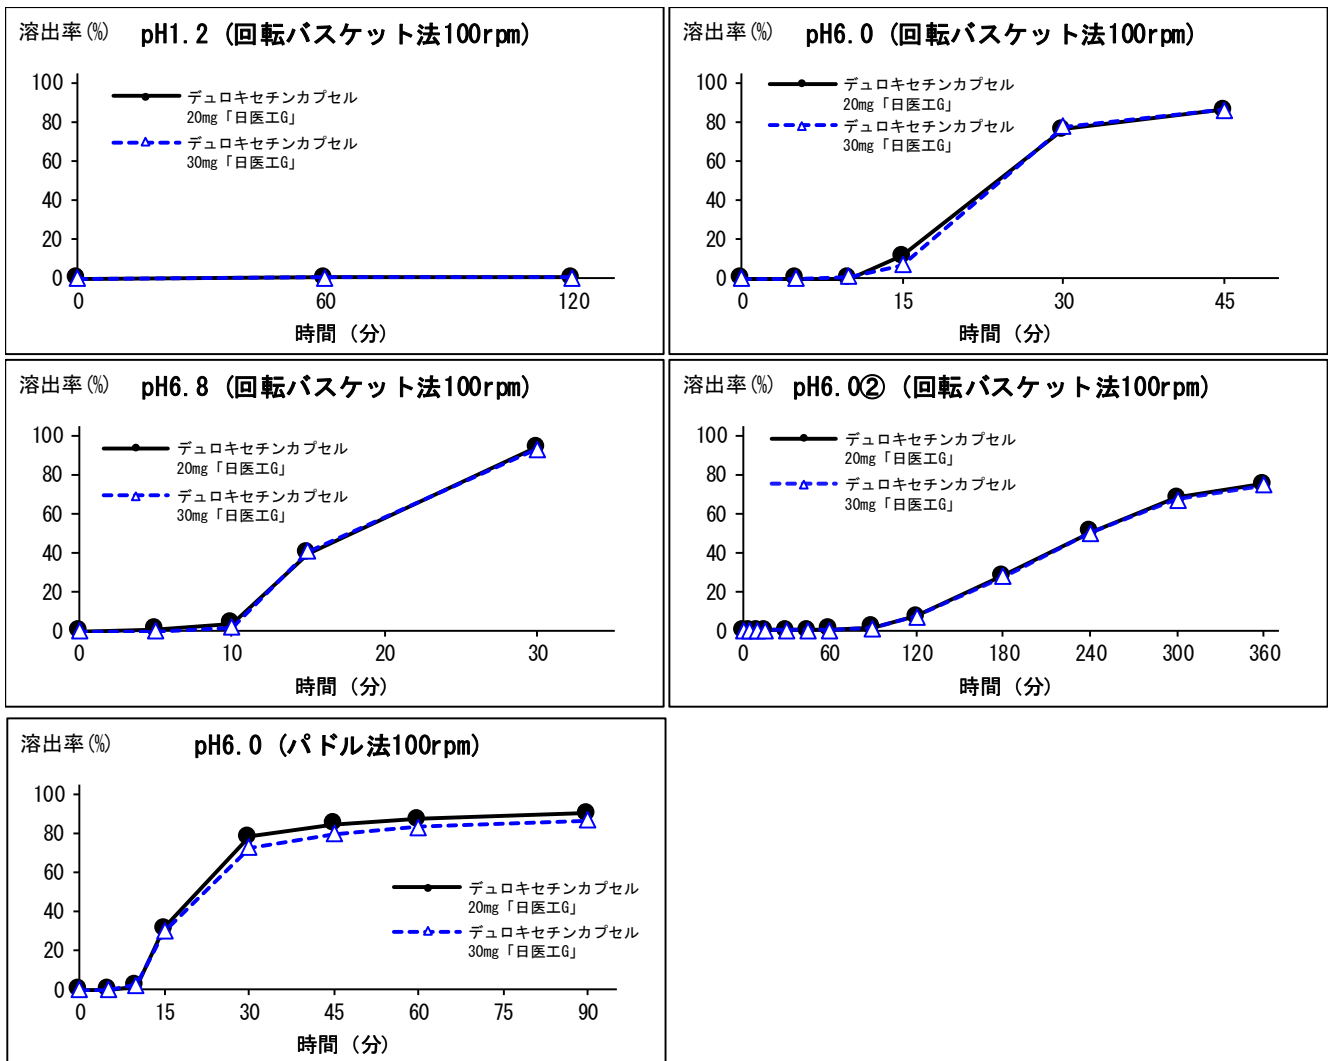 溶出率(%) pH1.2 (回転バスケット法100rpm)
100
80
60
40
20
0
デュロキセチンカプセル
20mg「日医工G」
デュロキセチンカプセル
30mg「日医工G」
0 60 120
時間 (分)
溶出率(%) pH6.0 (回転バスケット法100rpm)
100
80
60
40
20
0
デュロキセチンカプセル
20mg「日医工G」
デュロキセチンカプセル
30mg「日医工G」
0 15 30 45
時間 (分)
溶出率(%) pH6.8 (回転バスケット法100rpm)
100
80
60
40
20
0
デュロキセチンカプセル
20mg「日医工G」
デュロキセチンカプセル
30mg「日医工G」
0 10 20 30
時間 (分)
溶出率(%) pH6.0② (回転バスケット法100rpm)
100
80
60
40
20
0
デュロキセチンカプセル
20mg「日医工G」
デュロキセチンカプセル
30mg「日医工G」
0 60 120 180 240 300 360
時間 (分)
溶出率(%) pH6.0 (パドル法100rpm)
100
80
60
40
20
0
デュロキセチンカプセル
20mg「日医工G」
デュロキセチンカプセル
30mg「日医工G」
0 15 30 45 60 75 90
時間 (分)